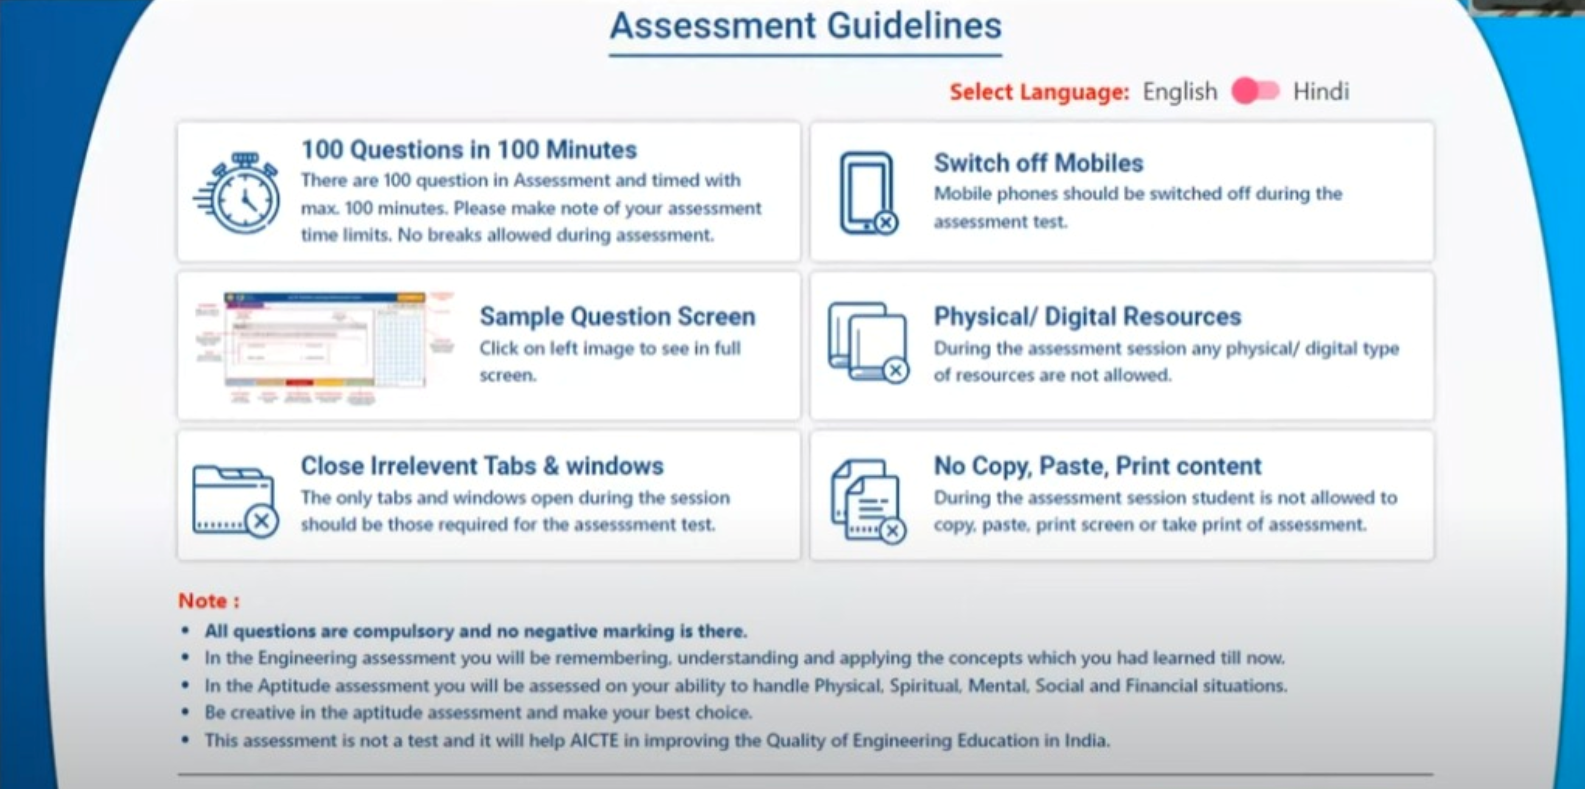 Assessment Guidelines
Select Language: English Hindi
100 Questions in 100 Minutes
There are 100 question in Assessment and timed with
max. 100 minutes. Please make note of your assessment
time limits. No breaks allowed during assessment.
Switch off Mobiles
Mobile phones should be switched off during the
assessment test.
Sample Question Screen
Click on left image to see in full
screen.
Physical/ Digital Resources
During the assessment session any physical/ digital type
of resources are not allowed.
Close Irrelevent Tabs & windows
The only tabs and windows open during the session
should be those required for the assesssment test.
No Copy, Paste, Print content
During the assessment session student is not allowed to
copy, paste, print screen or take print of assessment.
Note :
• All questions are compulsory and no negative marking is there.
• In the Engineering assessment you will be remembering, understanding and applying the concepts which you had learned till now.
• In the Aptitude assessment you will be assessed on your ability to handle Physical, Spiritual, Mental, Social and Financial situations.
• Be creative in the aptitude assessment and make your best choice.
• This assessment is not a test and it will help AICTE in improving the Quality of Engineering Education in India.